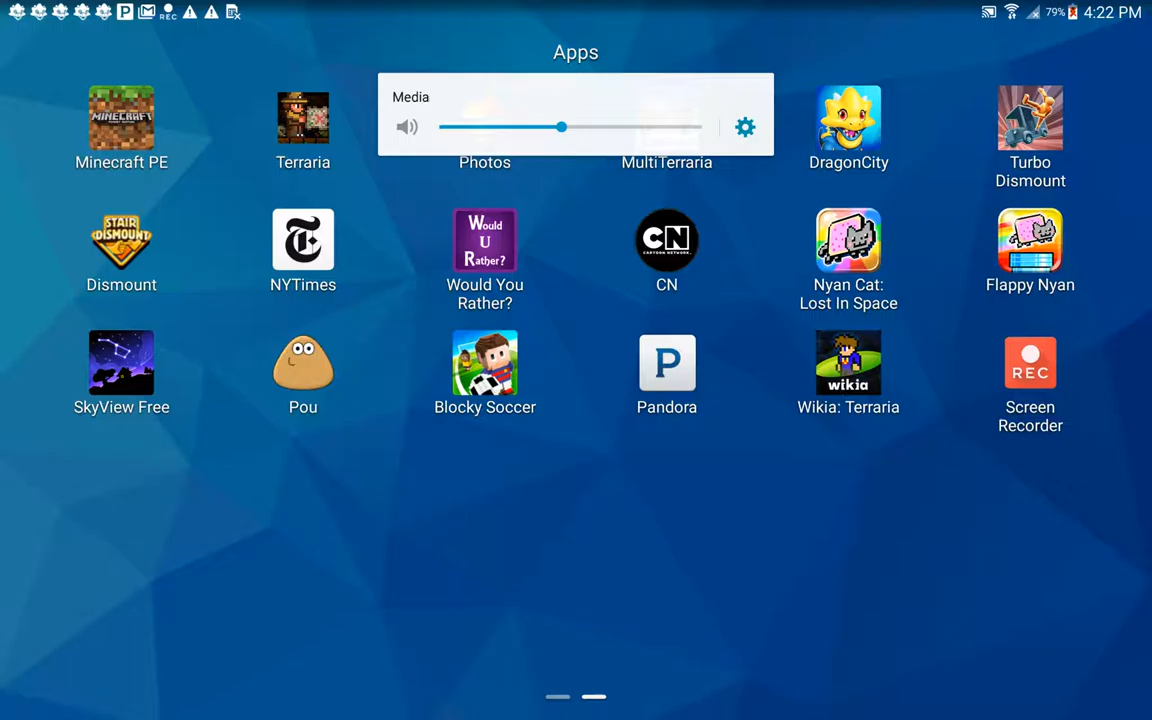 P REC 79% 4:22 PM
Apps
Media
MINECRAFT
Minecraft PE
Terraria
Photos
MultiTerraria
DragonCity
Turbo
Dismount
STAIR
DISMOUNT
Dismount
T
NYTimes
Would
U
Rather?
Would You
Rather?
CN
CARTOON NETWORK
CN
Nyan Cat:
Lost In Space
Flappy Nyan
SkyView Free
Pou
Blocky Soccer
P
Pandora
wikia
Wikia: Terraria
REC
Screen
Recorder